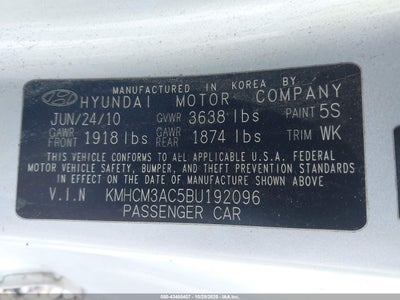 MANUFACTURED IN KOREA BY
HYUNDAI MOTOR COMPANY
JUN/24/10 GVWR 3638 lbs PAINT 5S
GAWR FRONT 1918 lbs GAWR REAR 1874 lbs TRIM WK
THIS VEHICLE CONFORMS TO ALL APPLICABLE U.S.A. FEDERAL
MOTOR VEHICLE SAFETY, BUMPER, AND THEFT PREVENTION
STANDARDS IN EFFECT ON THE DATE OF MANUFACTURE SHOWN ABOVE
V.I.N KMHCM3AC5BU192096
PASSENGER CAR